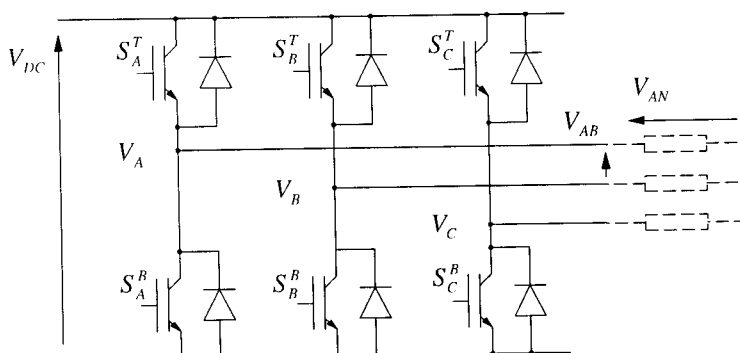 V_DC
S_A^T
S_B^T
S_C^T
V_AN
V_AB
V_A
V_B
V_C
S_A^B
S_B^B
S_C^B